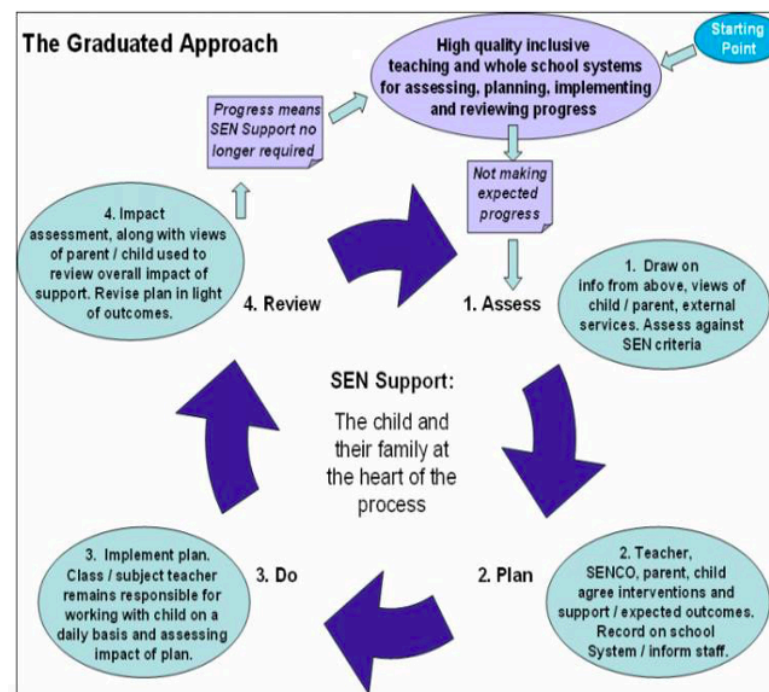 The Graduated Approach
Starting
Point
High quality inclusive
teaching and whole school systems
for assessing, planning, implementing
and reviewing progress
Progress means
SEN Support no
longer required
Not making
expected
progress
4. Impact
assessment, along with views
of parent / child used to
review overall impact of
support. Revise plan in light
of outcomes.
4. Review
1. Assess
1. Draw on
info from above, views of
child / parent, external
services. Assess against
SEN criteria
SEN Support:
The child and
their family at
the heart of the
process
3. Implement plan.
Class / subject teacher
remains responsible for
working with child on a
daily basis and assessing
impact of plan.
3. Do
2. Plan
2. Teacher,
SENCO, parent, child
agree interventions and
support / expected outcomes.
Record on school
System / inform staff.